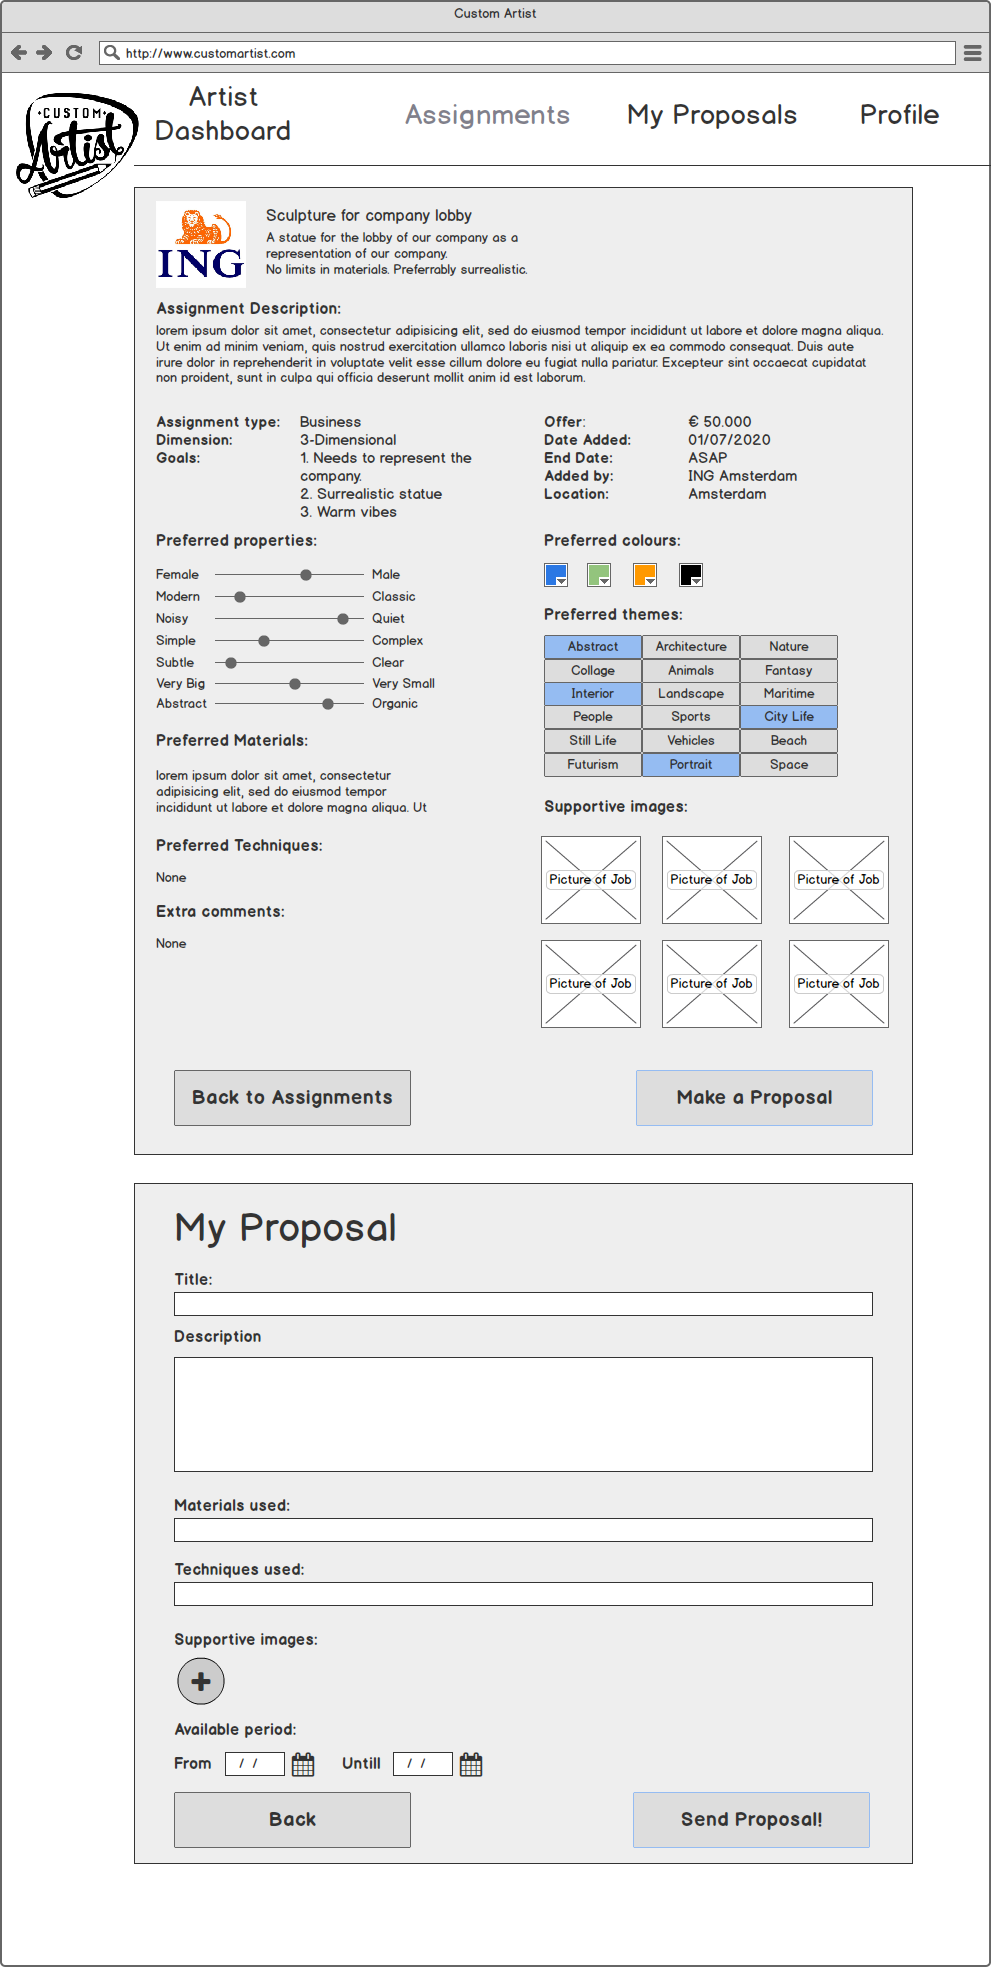 Custom Artist
http://www.customartist.com
CUSTOM
Artist
Artist
Dashboard
Assignments
My Proposals
Profile
ING
Sculpture for company lobby
A statue for the lobby of our company as a
representation of our company.
No limits in materials. Preferrably surrealistic.
Assignment Description:
lorem ipsum dolor sit amet, consectetur adipisicing elit, sed do eiusmod tempor incididunt ut labore et dolore magna aliqua.
Ut enim ad minim veniam, quis nostrud exercitation ullamco laboris nisi ut aliquip ex ea commodo consequat. Duis aute
irure dolor in reprehenderit in voluptate velit esse cillum dolore eu fugiat nulla pariatur. Excepteur sint occaecat cupidatat
non proident, sunt in culpa qui officia deserunt mollit anim id est laborum.
Assignment type: Business
Dimension: 3-Dimensional
Goals: 1. Needs to represent the
company.
2. Surrealistic statue
3. Warm vibes
Offer: € 50.000
Date Added: 01/07/2020
End Date: ASAP
Added by: ING Amsterdam
Location: Amsterdam
Preferred properties:
Female Male
Modern Classic
Noisy Quiet
Simple Complex
Subtle Clear
Very Big Very Small
Abstract Organic
Preferred Materials:
lorem ipsum dolor sit amet, consectetur
adipisicing elit, sed do eiusmod tempor
incididunt ut labore et dolore magna aliqua. Ut
Preferred Techniques:
None
Extra comments:
None
Preferred colours:
Preferred themes:
Abstract Architecture Nature
Collage Animals Fantasy
Interior Landscape Maritime
People Sports City Life
Still Life Vehicles Beach
Futurism Portrait Space
Supportive images:
Picture of Job Picture of Job Picture of Job
Picture of Job Picture of Job Picture of Job
Back to Assignments
Make a Proposal
My Proposal
Title:
Description
Materials used:
Techniques used:
Supportive images:
Available period:
From / / Untill / /
Back
Send Proposal!